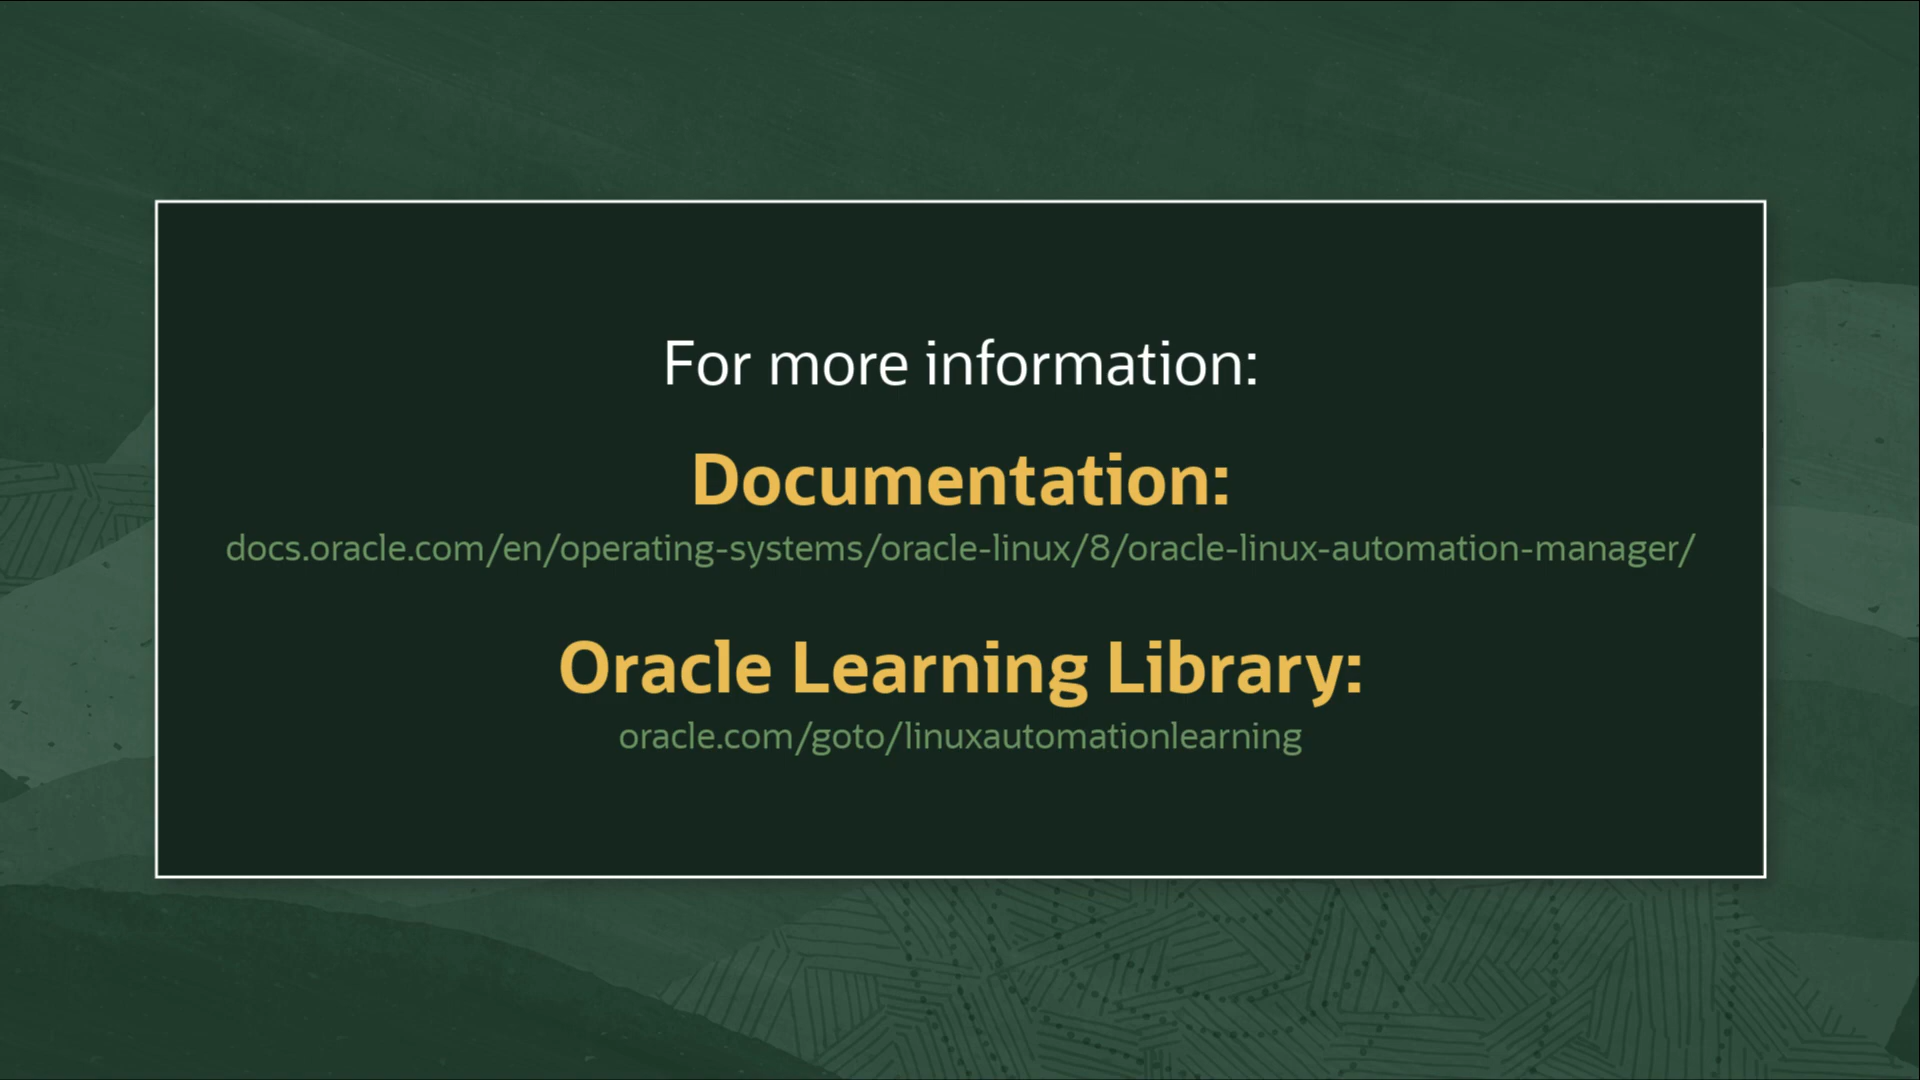 For more information:
Documentation:
docs.oracle.com/en/operating-systems/oracle-linux/8/oracle-linux-automation-manager/
Oracle Learning Library:
oracle.com/goto/linuxautomationlearning